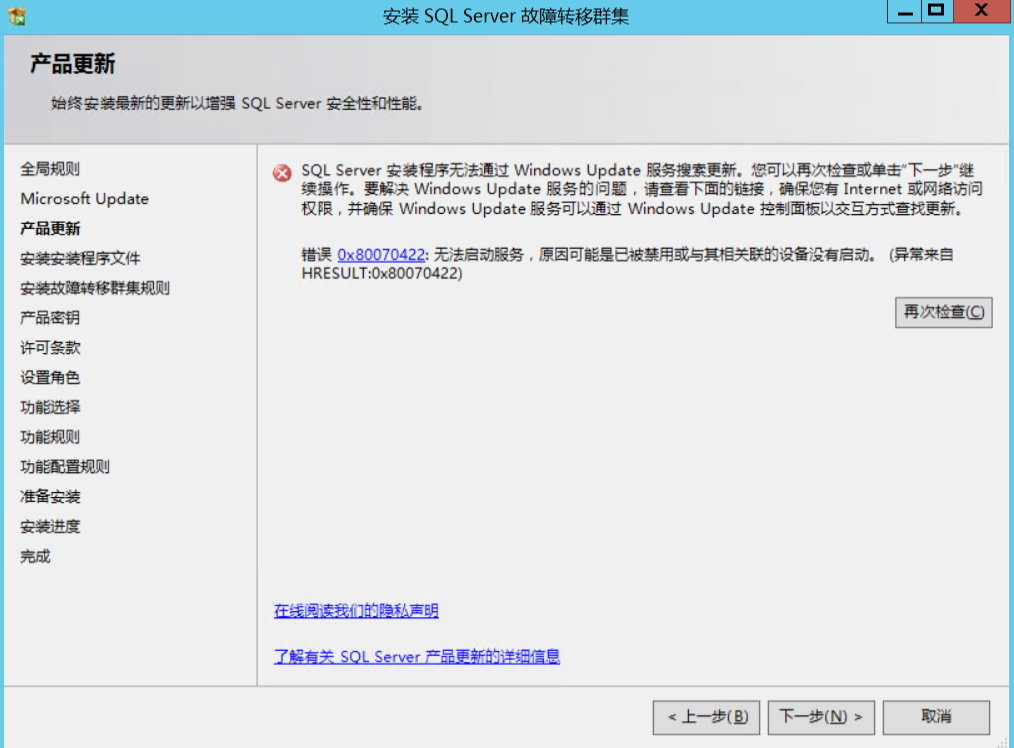 安装 SQL Server 故障转移群集
产品更新
始终安装最新的更新以增强 SQL Server 安全性和性能。
全局规则
Microsoft Update
产品更新
安装安装程序文件
安装故障转移群集规则
产品密钥
许可条款
设置角色
功能选择
功能规则
功能配置规则
准备安装
安装进度
完成
SQL Server 安装程序无法通过 Windows Update 服务搜索更新。您可以再次检查或单击"下一步"继
续操作。要解决 Windows Update 服务的问题，请查看下面的链接，确保您有 Internet 或网络访问
权限，并确保 Windows Update 服务可以通过 Windows Update 控制面板以交互方式查找更新。
错误 0x80070422: 无法启动服务，原因可能是已被禁用或与其相关联的设备没有启动。 (异常来自
HRESULT:0x80070422)
再次检查(C)
在线阅读我们的隐私声明
了解有关 SQL Server 产品更新的详细信息
< 上一步(B)
下一步(N) >
取消